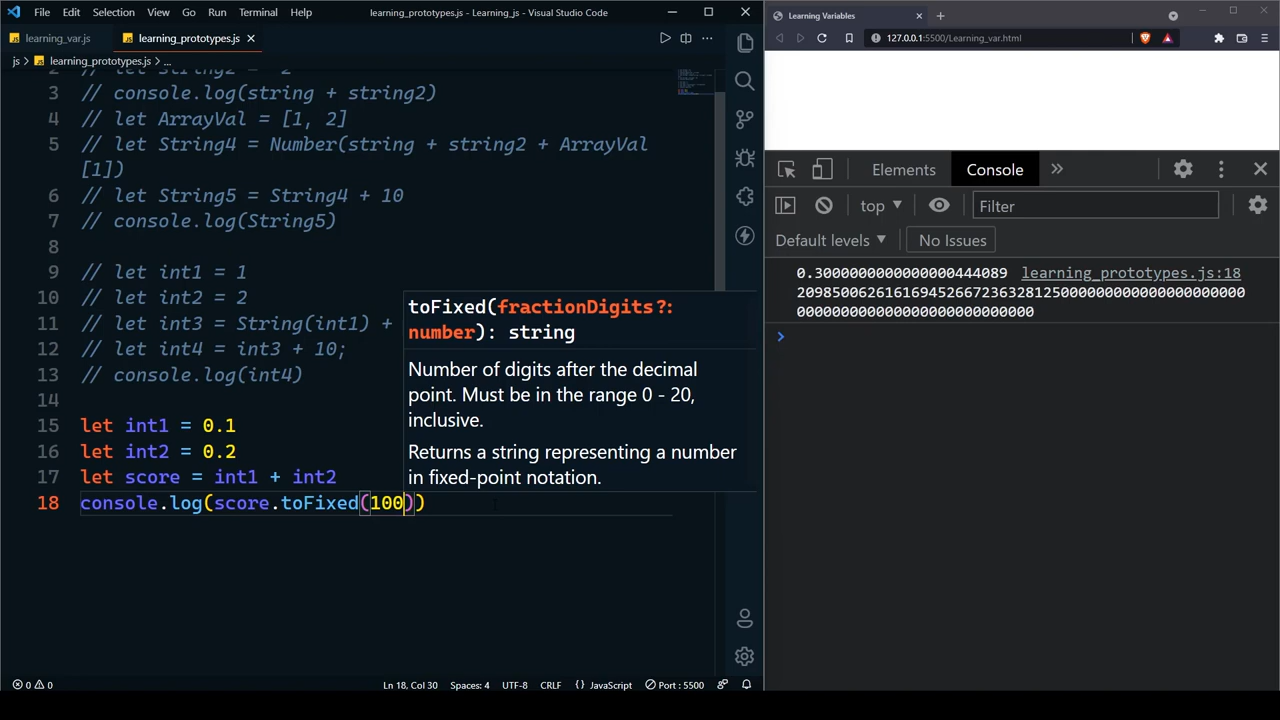 File Edit Selection View Go Run Terminal Help learning_prototypes.js - Learning_js - Visual Studio Code
learning_var.js learning_prototypes.js
js > learning_prototypes.js > ...
2 // let String2 = "2"
3 // console.log(string + string2)
4 // let ArrayVal = [1, 2]
5 // let String4 = Number(string + string2 + ArrayVal
[1])
6 // let String5 = String4 + 10
7 // console.log(String5)
8
9 // let int1 = 1
10 // let int2 = 2
11 // let int3 = String(int1) +
12 // let int4 = int3 + 10;
13 // console.log(int4)
14
15 let int1 = 0.1
16 let int2 = 0.2
17 let score = int1 + int2
18 console.log(score.toFixed(100))
toFixed(fractionDigits?:
number): string
Number of digits after the decimal
point. Must be in the range 0 - 20,
inclusive.
Returns a string representing a number
in fixed-point notation.
Ln 18, Col 30 Spaces: 4 UTF-8 CRLF {} JavaScript Port : 5500
0 0
Learning Variables
127.0.0.1:5500/Learning_var.html
Elements Console
top Filter
Default levels No Issues
0.3000000000000000444089 learning_prototypes.js:18